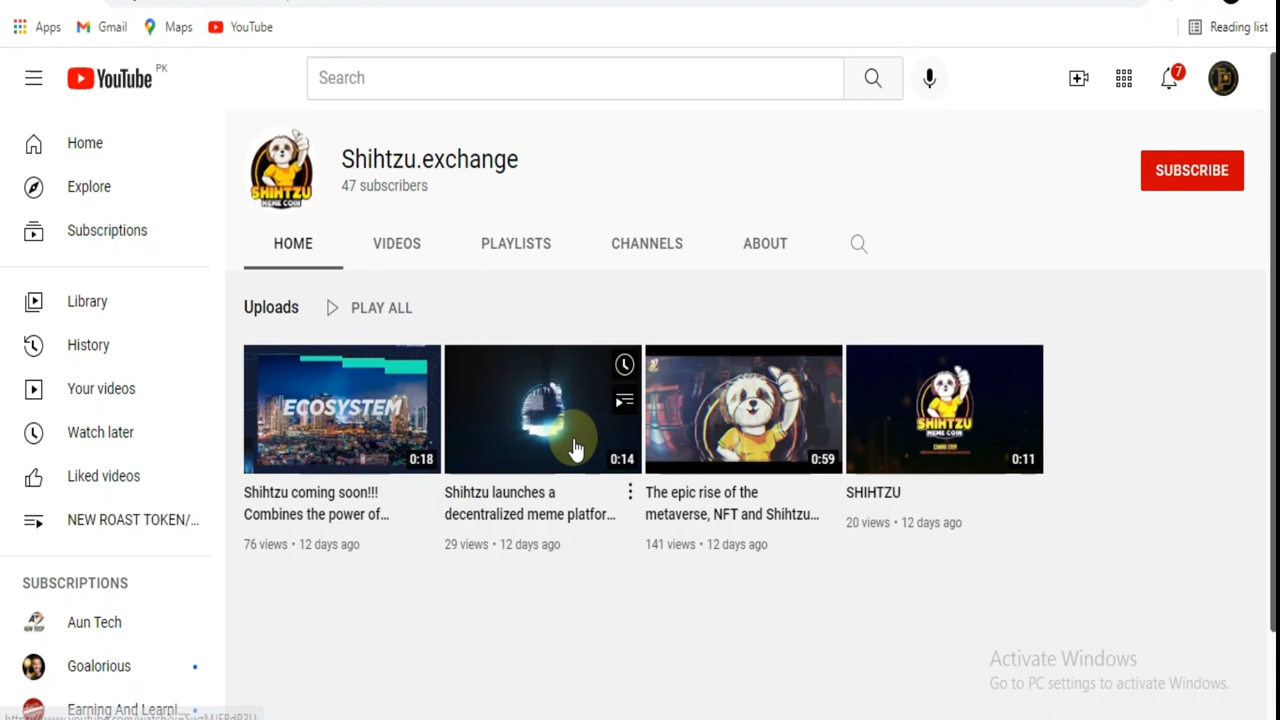 Apps Gmail Maps YouTube Reading list
YouTube PK
Search
7
Home
Explore
Subscriptions
Library
History
Your videos
Watch later
Liked videos
NEW ROAST TOKEN/...
SUBSCRIPTIONS
Aun Tech
Goalorious
Earning And Learni...
SHIHTZU
MEME COIN
Shihtzu.exchange
47 subscribers
SUBSCRIBE
HOME VIDEOS PLAYLISTS CHANNELS ABOUT
Uploads PLAY ALL
ECOSYSTEM
0:18
Shihtzu coming soon!!!
Combines the power of...
76 views • 12 days ago
0:14
Shihtzu launches a
decentralized meme platfor...
29 views • 12 days ago
0:59
The epic rise of the
metaverse, NFT and Shihtzu...
141 views • 12 days ago
SHIHTZU
MEME COIN
0:11
SHIHTZU
20 views • 12 days ago
Activate Windows
Go to PC settings to activate Windows.